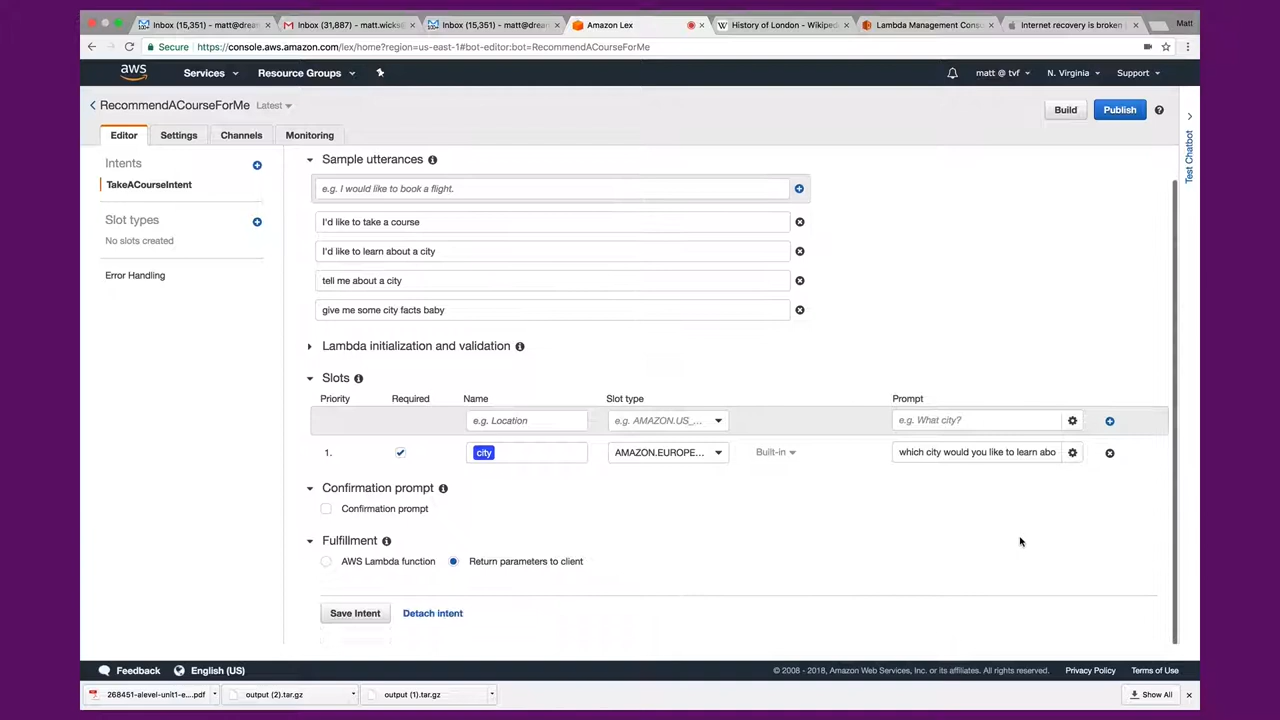 Inbox (15,351) - matt@drea
Inbox (31,887) - matt.wicks
Inbox (15,351) - matt@drea
Amazon Lex
History of London - Wikiped
Lambda Management Cons
Internet recovery is broken
Matt
Secure
https://console.aws.amazon.com/lex/home?region=us-east-1#bot-editor:bot=RecommendACourseForMe
aws
Services
Resource Groups
matt @ tvf
N. Virginia
Support
RecommendACourseForMe
Latest
Build
Publish
Editor
Settings
Channels
Monitoring
Test Chatbot
Intents
TakeACourseIntent
Slot types
No slots created
Error Handling
Sample utterances
e.g. I would like to book a flight.
I'd like to take a course
I'd like to learn about a city
tell me about a city
give me some city facts baby
Lambda initialization and validation
Slots
Priority Required Name Slot type Prompt
e.g. Location e.g. AMAZON.US_... e.g. What city?
1. city AMAZON.EUROPE... Built-in which city would you like to learn abo
Confirmation prompt
Confirmation prompt
Fulfillment
AWS Lambda function Return parameters to client
Save Intent Detach intent
Feedback English (US) © 2008 - 2018, Amazon Web Services, Inc. or its affiliates. All rights reserved. Privacy Policy Terms of Use
268451-alevel-unit1-e....pdf output (2).tar.gz output (1).tar.gz Show All